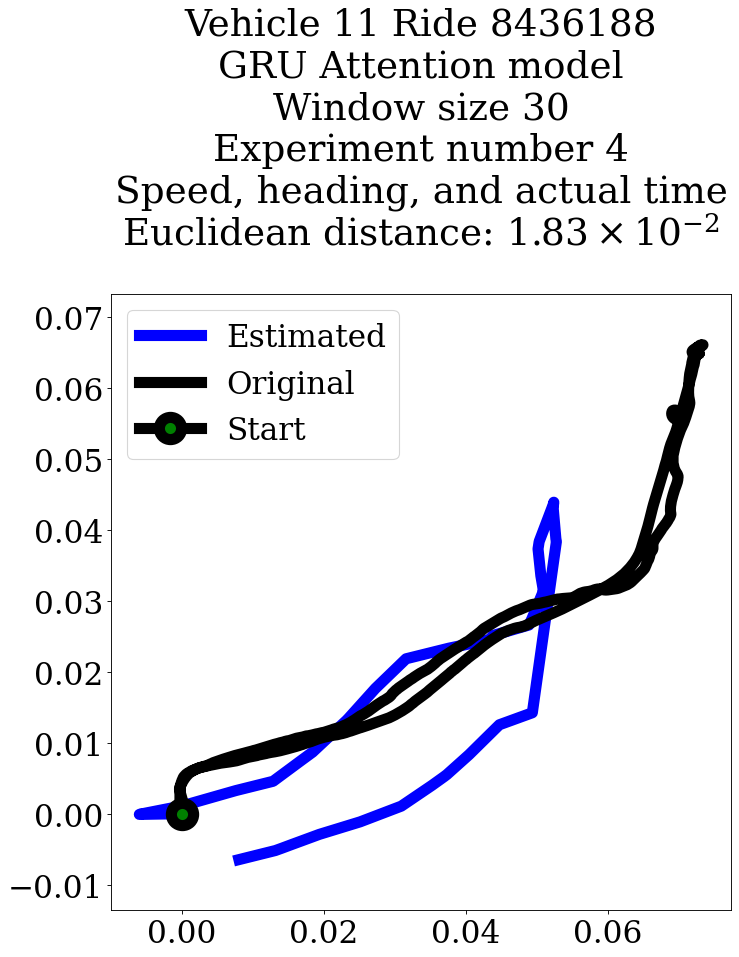 Vehicle 11 Ride 8436188
GRU Attention model
Window size 30
Experiment number 4
Speed, heading, and actual time
Euclidean distance: 1.83 × 10⁻²
0.07
0.06
0.05
0.04
0.03
0.02
0.01
0.00
−0.01
Estimated
Original
Start
0.00 0.02 0.04 0.06